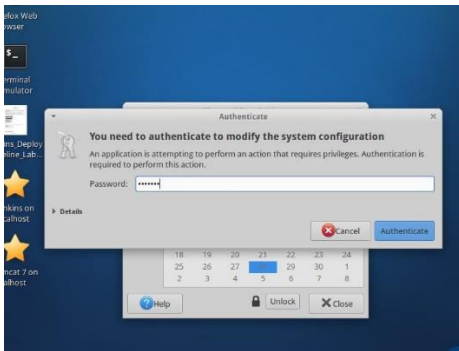 efox Web
owser
$_
erminal
mulator
ns_Deploy
eline_Lab...
nkins on
calhost
mcat 7 on
alhost
Authenticate
You need to authenticate to modify the system configuration
An application is attempting to perform an action that requires privileges. Authentication is
required to perform this action.
Password: •••••••
Details
Cancel Authenticate
18 19 20 21 22 23 24
25 26 27 29 30 1
2 3 4 5 6 7 8
Help Unlock Close